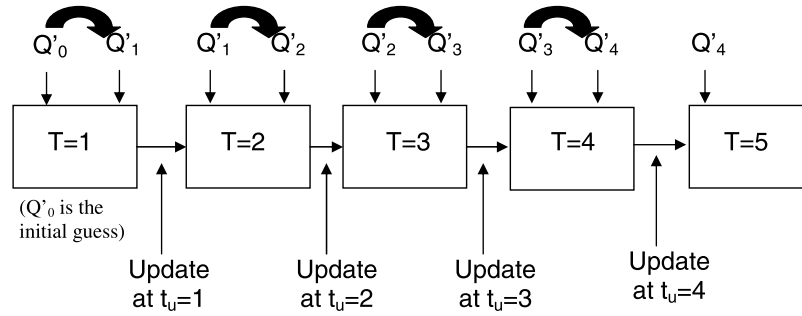 Q'₀ Q'₁ Q'₁ Q'₂ Q'₂ Q'₃ Q'₃ Q'₄ Q'₄
T=1 T=2 T=3 T=4 T=5
(Q'₀ is the
initial guess)
Update
at tᵤ=1
Update
at tᵤ=2
Update
at tᵤ=3
Update
at tᵤ=4